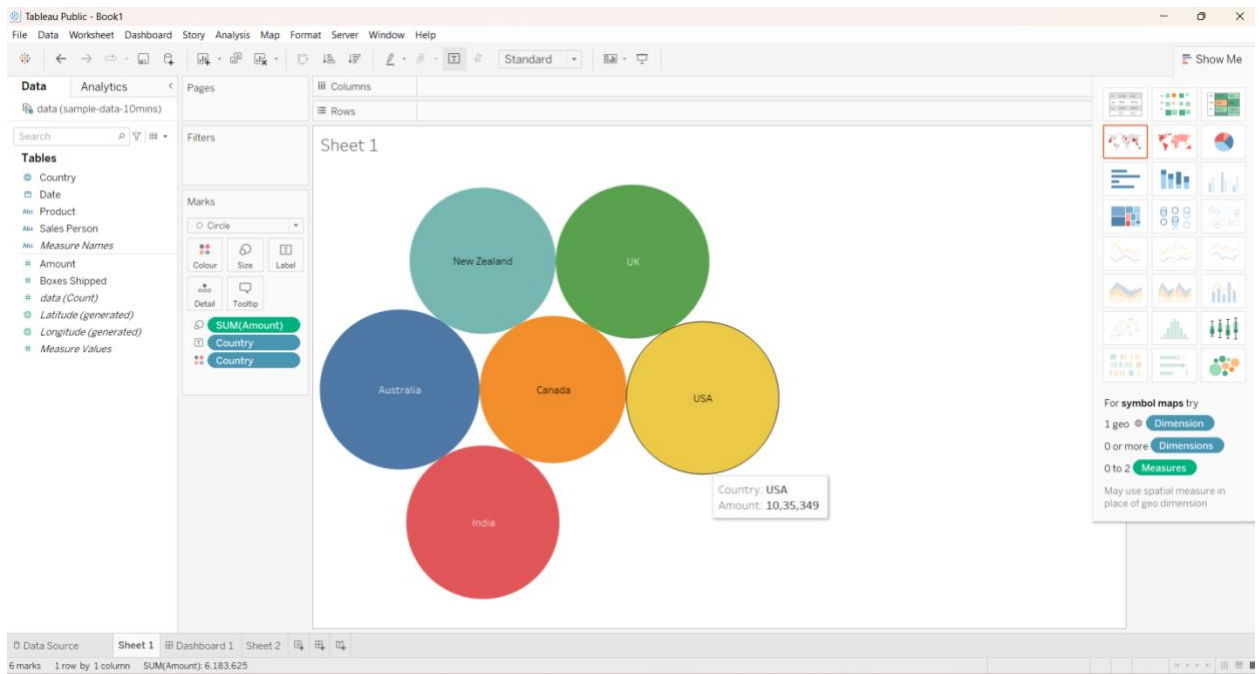 Tableau Public - Book1
File Data Worksheet Dashboard Story Analysis Map Format Server Window Help
Standard
Show Me
Data Analytics
data (sample-data-10mins)
Search
Tables
Country
Date
Abc Product
Abc Sales Person
Abc Measure Names
# Amount
# Boxes Shipped
# data (Count)
Latitude (generated)
Longitude (generated)
# Measure Values
Pages
Filters
Marks
Circle
Colour Size Label
Detail Tooltip
SUM(Amount)
Country
Country
Columns
Rows
Sheet 1
New Zealand
UK
Australia
Canada
USA
India
Country: USA
Amount: 10,35,349
For symbol maps try
1 geo Dimension
0 or more Dimensions
0 to 2 Measures
May use spatial measure in
place of geo dimension
Data Source Sheet 1 Dashboard 1 Sheet 2
6 marks 1 row by 1 column SUM(Amount): 6,183,625